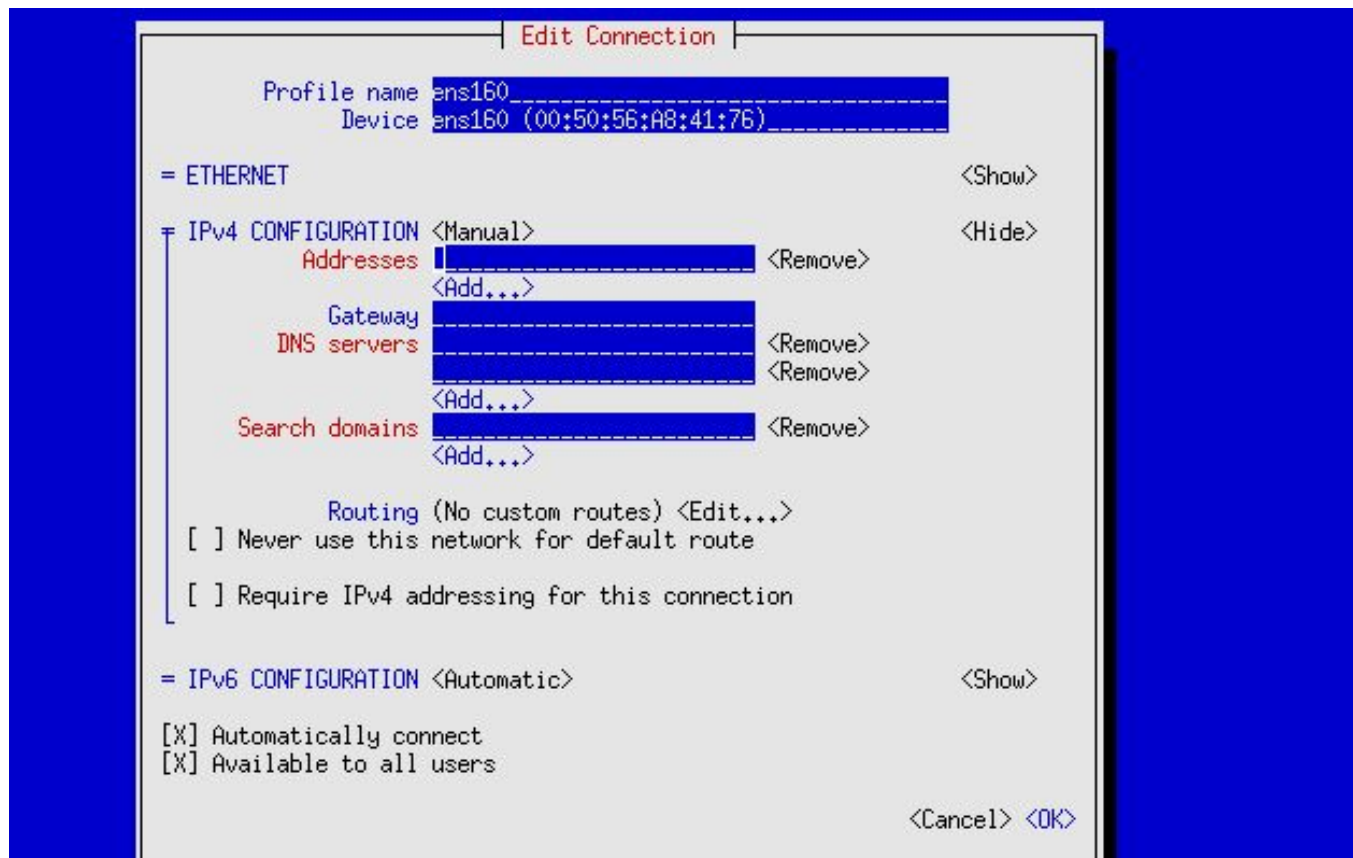 Edit Connection
Profile name ens160
Device ens160 (00:50:56:A8:41:76)
= ETHERNET <Show>
= IPv4 CONFIGURATION <Manual> <Hide>
Addresses <Remove>
<Add...>
Gateway
DNS servers <Remove>
<Remove>
<Add...>
Search domains <Remove>
<Add...>
Routing (No custom routes) <Edit...>
[ ] Never use this network for default route
[ ] Require IPv4 addressing for this connection
= IPv6 CONFIGURATION <Automatic> <Show>
[X] Automatically connect
[X] Available to all users
<Cancel> <OK>